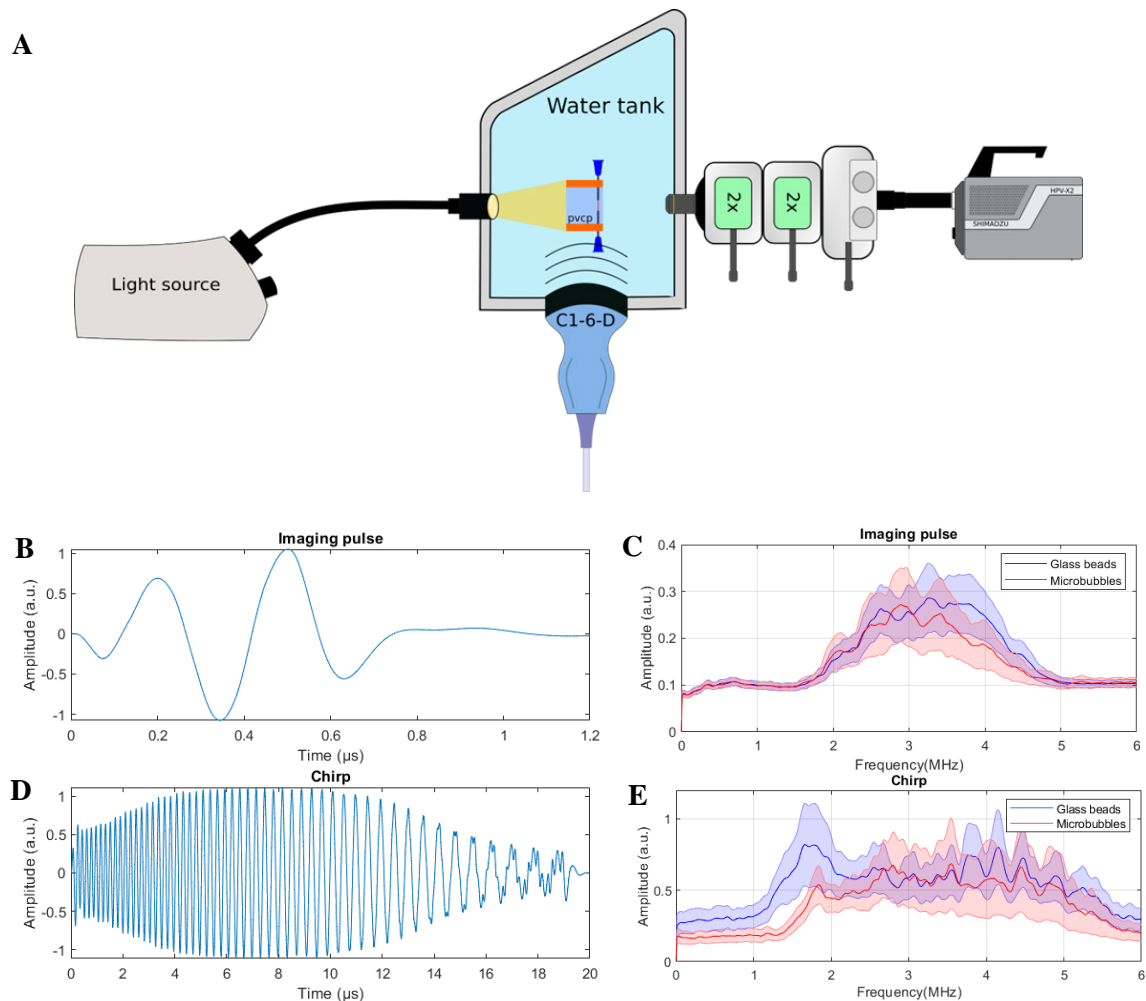 A
Water tank
2x
2x
HPV-X2
SHIMADZU
pvcp
Light source
C1-6-D
B
Imaging pulse
1
0.5
0
-0.5
-1
Amplitude (a.u.)
0
0.2
0.4
0.6
0.8
1
1.2
Time (µs)
C
Imaging pulse
0.4
0.3
0.2
0.1
0
Amplitude (a.u.)
Glass beads
Microbubbles
0
1
2
3
4
5
6
Frequency(MHz)
D
Chirp
1
0.5
0
-0.5
-1
Amplitude (a.u.)
0
2
4
6
8
10
12
14
16
18
20
Time (µs)
E
Chirp
1
0.5
0
Amplitude (a.u.)
Glass beads
Microbubbles
0
1
2
3
4
5
6
Frequency(MHz)